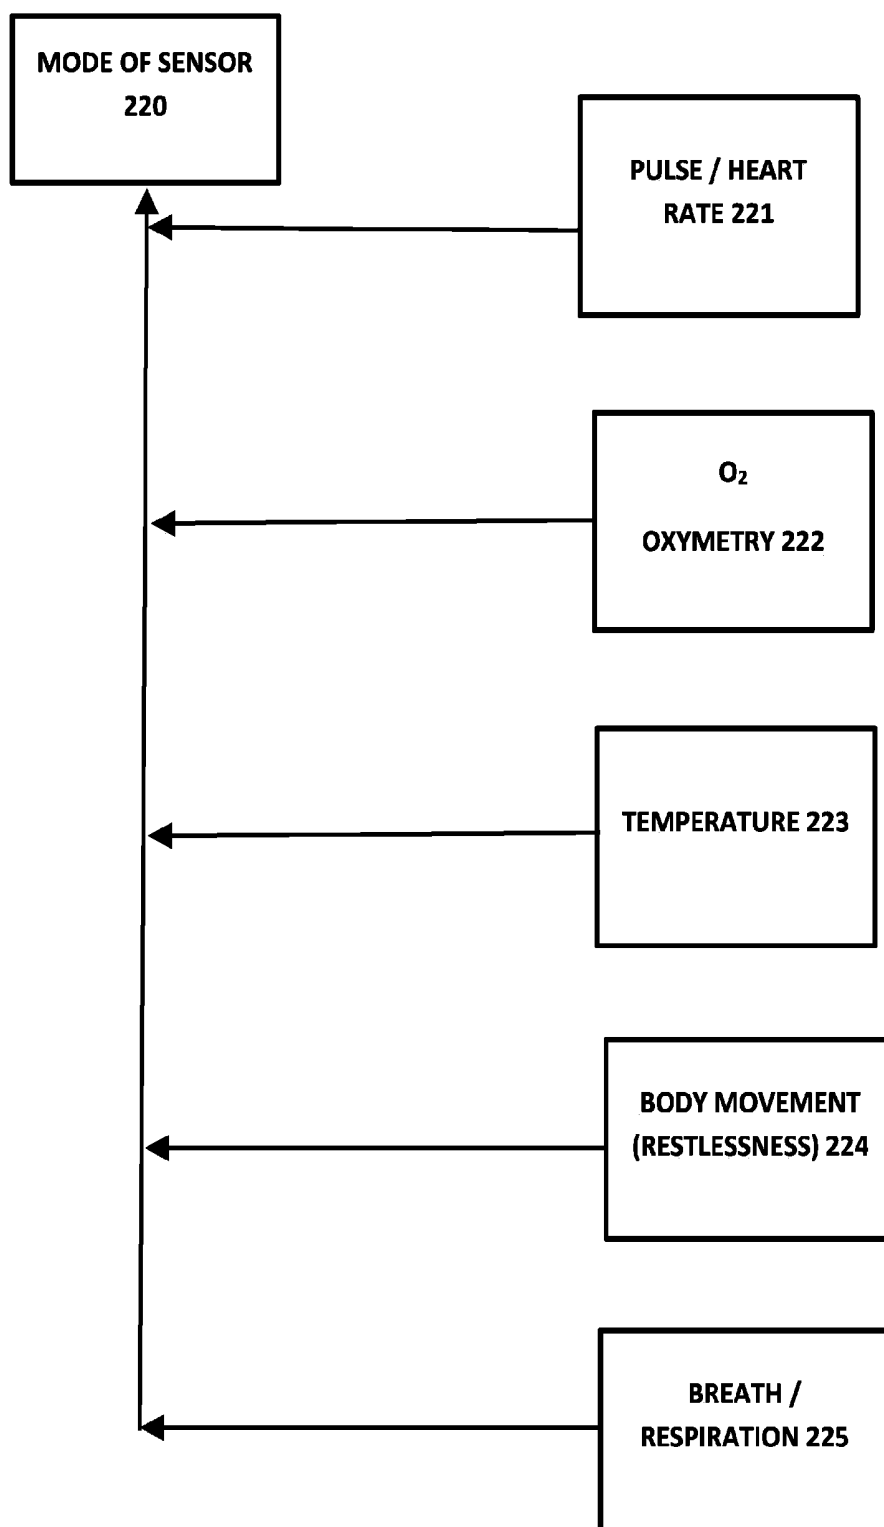 MODE OF SENSOR
220
PULSE / HEART
RATE 221
O₂
OXYMETRY 222
TEMPERATURE 223
BODY MOVEMENT
(RESTLESSNESS) 224
BREATH /
RESPIRATION 225